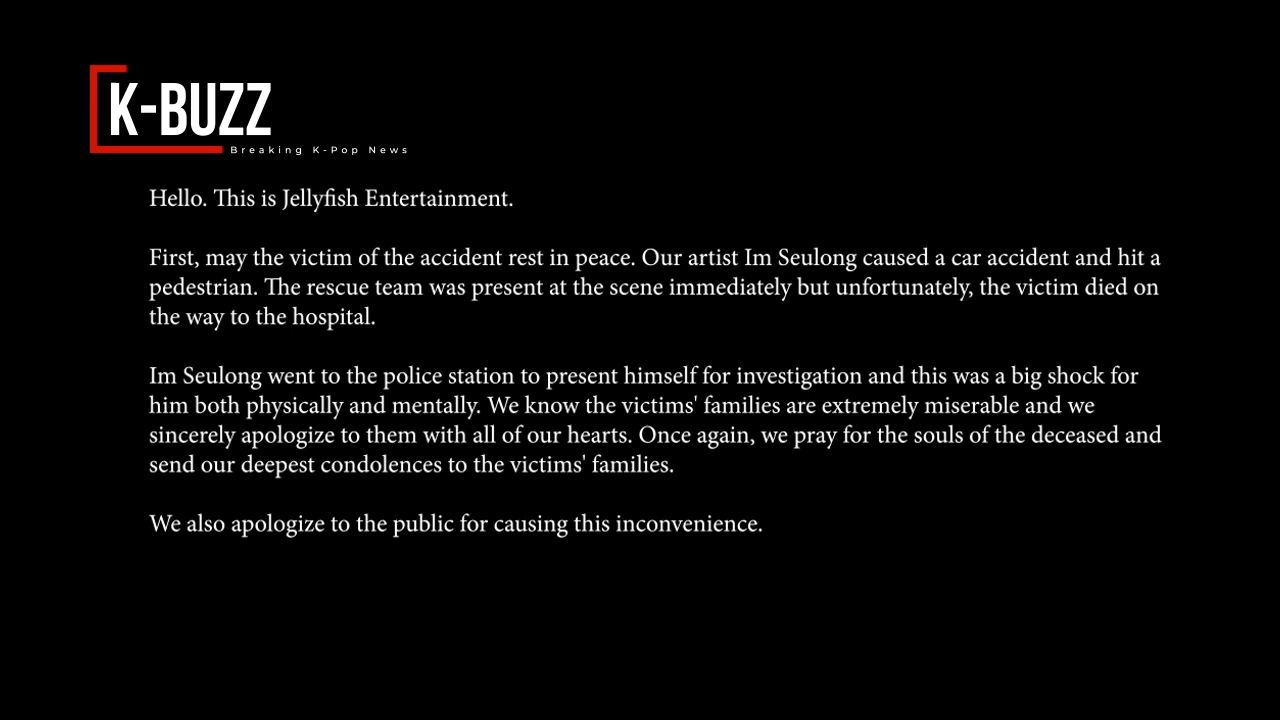 K-BUZZ
Breaking K-Pop News
Hello. This is Jellyfish Entertainment.
First, may the victim of the accident rest in peace. Our artist Im Seulong caused a car accident and hit a
pedestrian. The rescue team was present at the scene immediately but unfortunately, the victim died on
the way to the hospital.
Im Seulong went to the police station to present himself for investigation and this was a big shock for
him both physically and mentally. We know the victims' families are extremely miserable and we
sincerely apologize to them with all of our hearts. Once again, we pray for the souls of the deceased and
send our deepest condolences to the victims' families.
We also apologize to the public for causing this inconvenience.